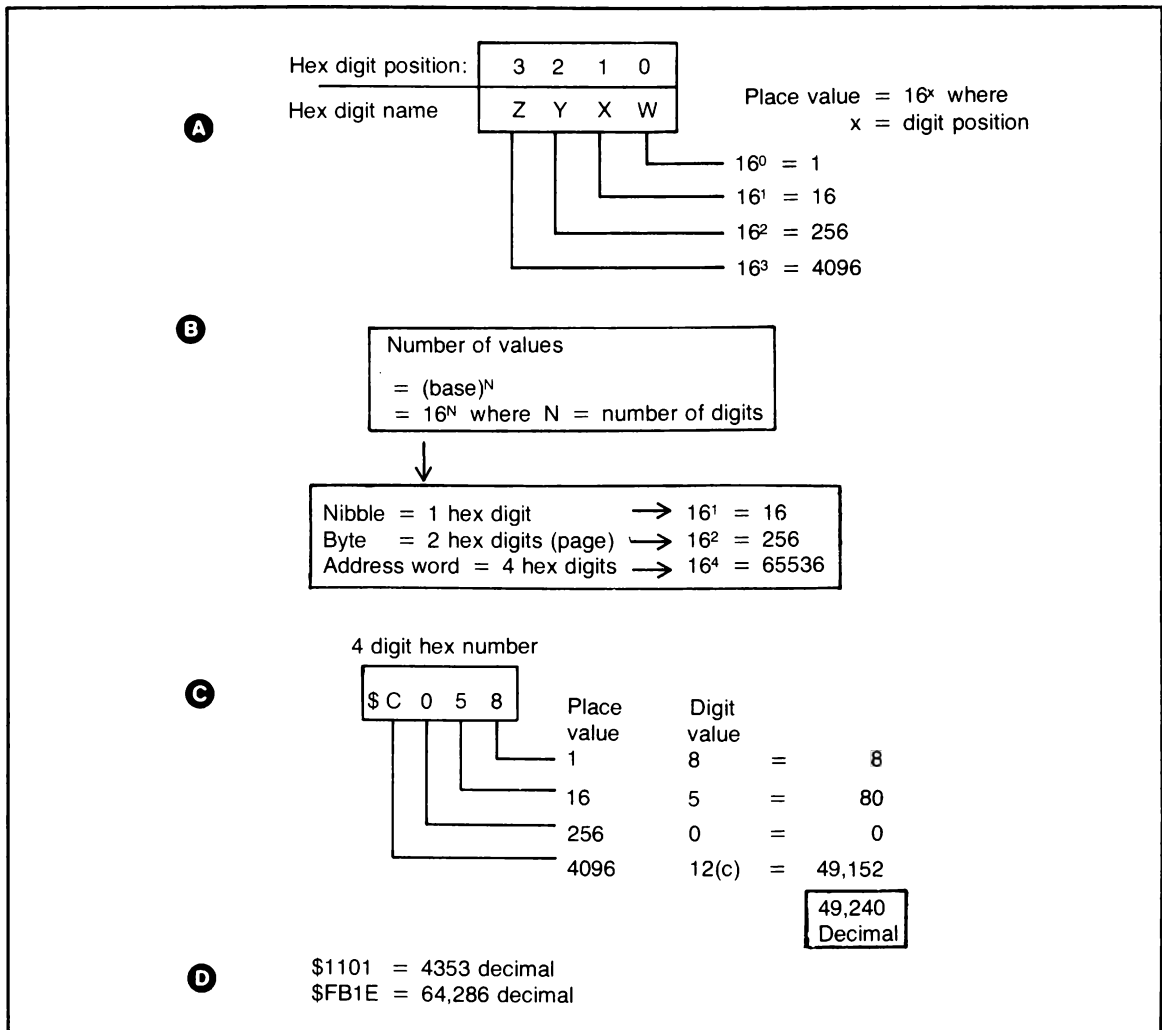 Hex digit position: 3 2 1 0
Hex digit name Z Y X W
Place value = 16ˣ where
x = digit position
A
16⁰ = 1
16¹ = 16
16² = 256
16³ = 4096
B
Number of values
= (base)ᴺ
= 16ᴺ where N = number of digits
Nibble = 1 hex digit → 16¹ = 16
Byte = 2 hex digits (page) → 16² = 256
Address word = 4 hex digits → 16⁴ = 65536
4 digit hex number
C
$ C 0 5 8
Place value Digit value
1 8 = 8
16 5 = 80
256 0 = 0
4096 12(c) = 49,152
49,240
Decimal
D
$1101 = 4353 decimal
$FB1E = 64,286 decimal